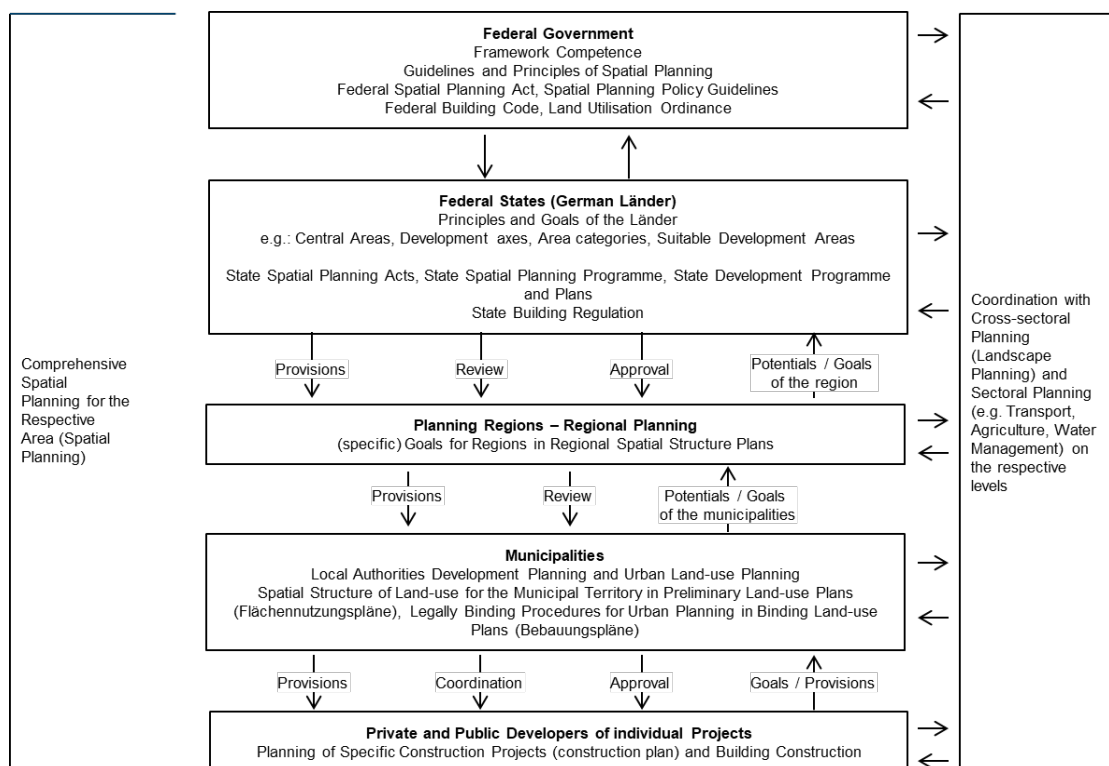 Federal Government
Framework Competence
Guidelines and Principles of Spatial Planning
Federal Spatial Planning Act, Spatial Planning Policy Guidelines
Federal Building Code, Land Utilisation Ordinance
Federal States (German Länder)
Principles and Goals of the Länder
e.g.: Central Areas, Development axes, Area categories, Suitable Development Areas
State Spatial Planning Acts, State Spatial Planning Programme, State Development Programme
and Plans
State Building Regulation
Provisions
Review
Approval
Potentials / Goals
of the region
Planning Regions – Regional Planning
(specific) Goals for Regions in Regional Spatial Structure Plans
Provisions
Review
Potentials / Goals
of the municipalities
Municipalities
Local Authorities Development Planning and Urban Land-use Planning
Spatial Structure of Land-use for the Municipal Territory in Preliminary Land-use Plans
(Flächennutzungspläne), Legally Binding Procedures for Urban Planning in Binding Land-use
Plans (Bebauungspläne)
Provisions
Coordination
Approval
Goals / Provisions
Private and Public Developers of individual Projects
Planning of Specific Construction Projects (construction plan) and Building Construction
Comprehensive
Spatial
Planning for the
Respective
Area (Spatial
Planning)
Coordination with
Cross-sectoral
Planning
(Landscape
Planning) and
Sectoral Planning
(e.g. Transport,
Agriculture, Water
Management) on
the respective
levels